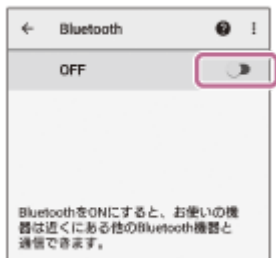 ← Bluetooth
OFF
BluetoothをONにすると、お使いの機
器は近くにある他のBluetooth機器と
通信できます。